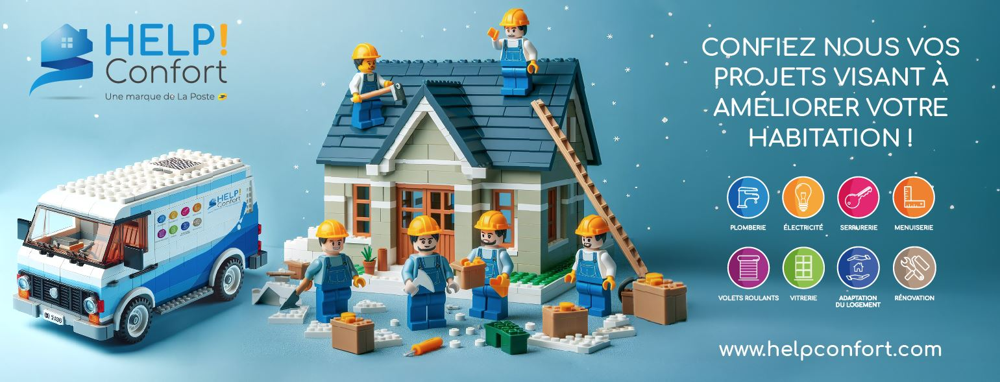 HELP!
Confort
Une marque de La Poste
HELP!
Confort
CONFIEZ NOUS VOS
PROJETS VISANT À
AMÉLIORER VOTRE
HABITATION !
PLOMBERIE
ÉLECTRICITÉ
SERRURERIE
MENUISERIE
VOLETS ROULANTS
VITRERIE
ADAPTATION
DU LOGEMENT
RÉNOVATION
www.helpconfort.com